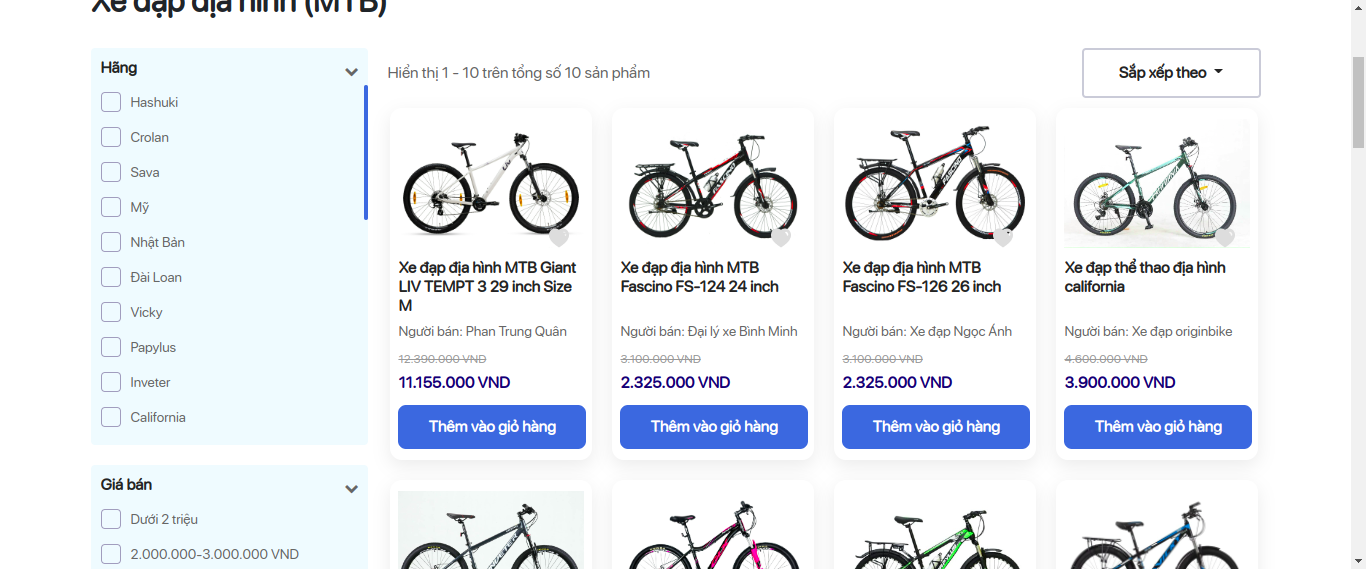 Xe đạp địa hình (MTB)
Hãng
Hashuki
Crolan
Sava
Mỹ
Nhật Bản
Đài Loan
Vicky
Papylus
Inveter
California
Giá bán
Dưới 2 triệu
2.000.000-3.000.000 VND
Hiển thị 1 - 10 trên tổng số 10 sản phẩm
Sắp xếp theo
Xe đạp địa hình MTB Giant
LIV TEMPT 3 29 inch Size
M
Người bán: Phan Trung Quân
12.390.000 VND
11.155.000 VND
Thêm vào giỏ hàng
Xe đạp địa hình MTB
Fascino FS-124 24 inch
Người bán: Đại lý xe Bình Minh
3.100.000 VND
2.325.000 VND
Thêm vào giỏ hàng
Xe đạp địa hình MTB
Fascino FS-126 26 inch
Người bán: Xe đạp Ngọc Ánh
3.100.000 VND
2.325.000 VND
Thêm vào giỏ hàng
Xe đạp thể thao địa hình
california
Người bán: Xe đạp originbike
4.600.000 VND
3.900.000 VND
Thêm vào giỏ hàng